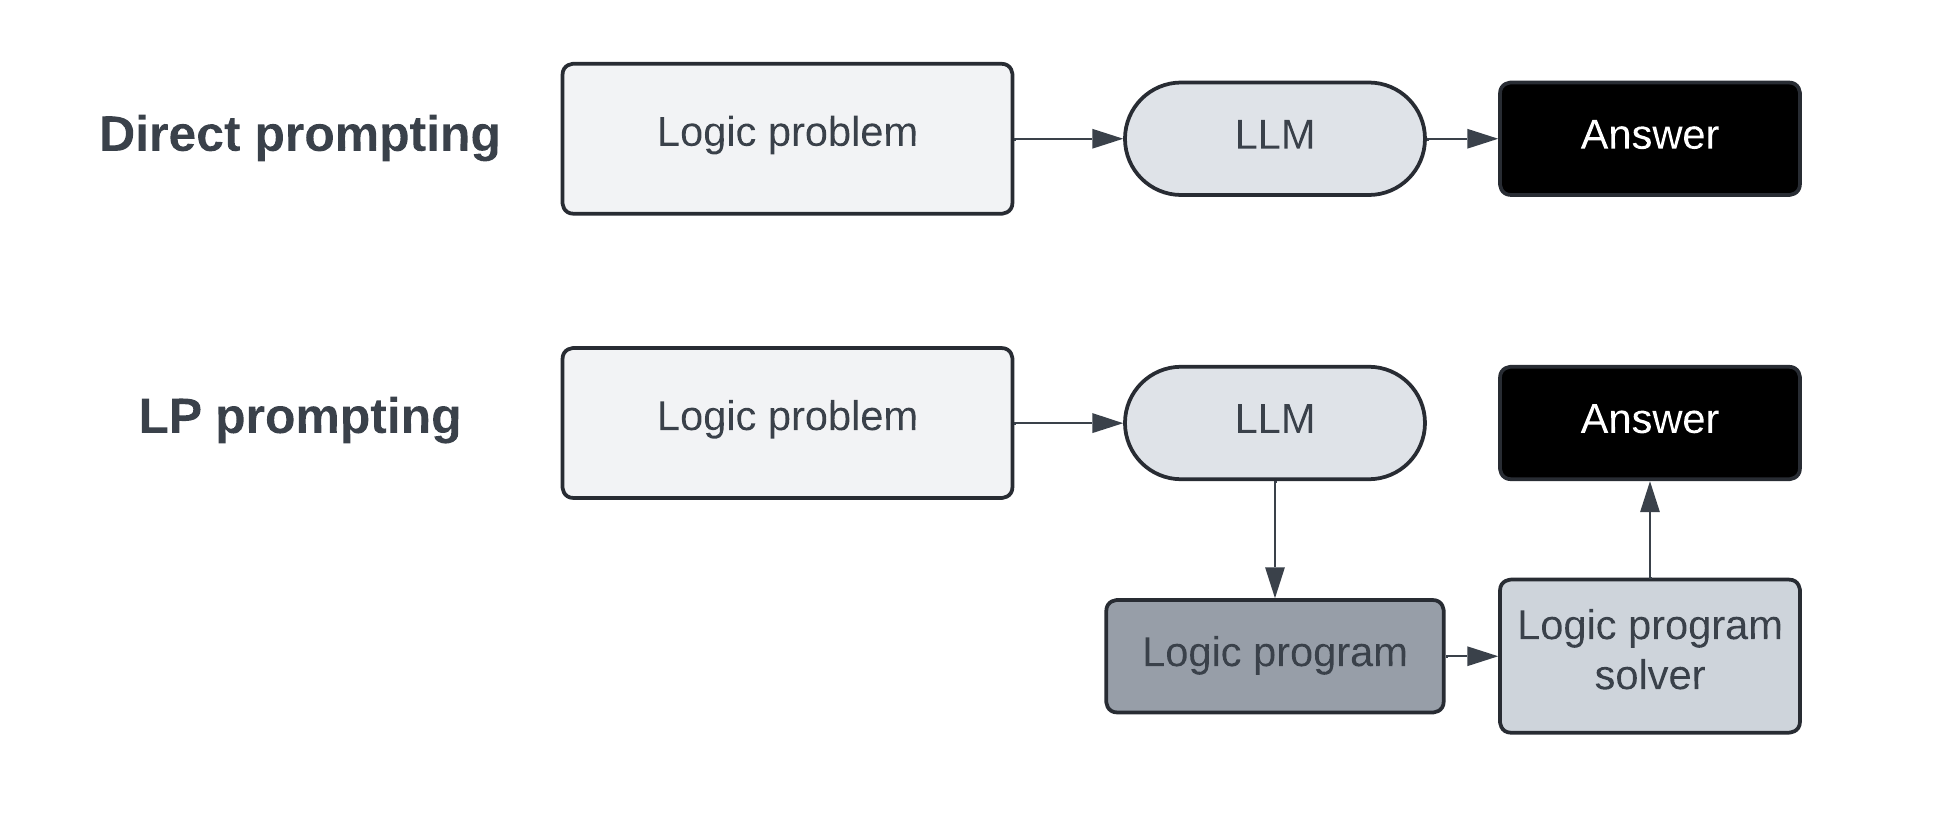 Direct prompting
Logic problem
LLM
Answer
LP prompting
Logic problem
LLM
Answer
Logic program
Logic program
solver